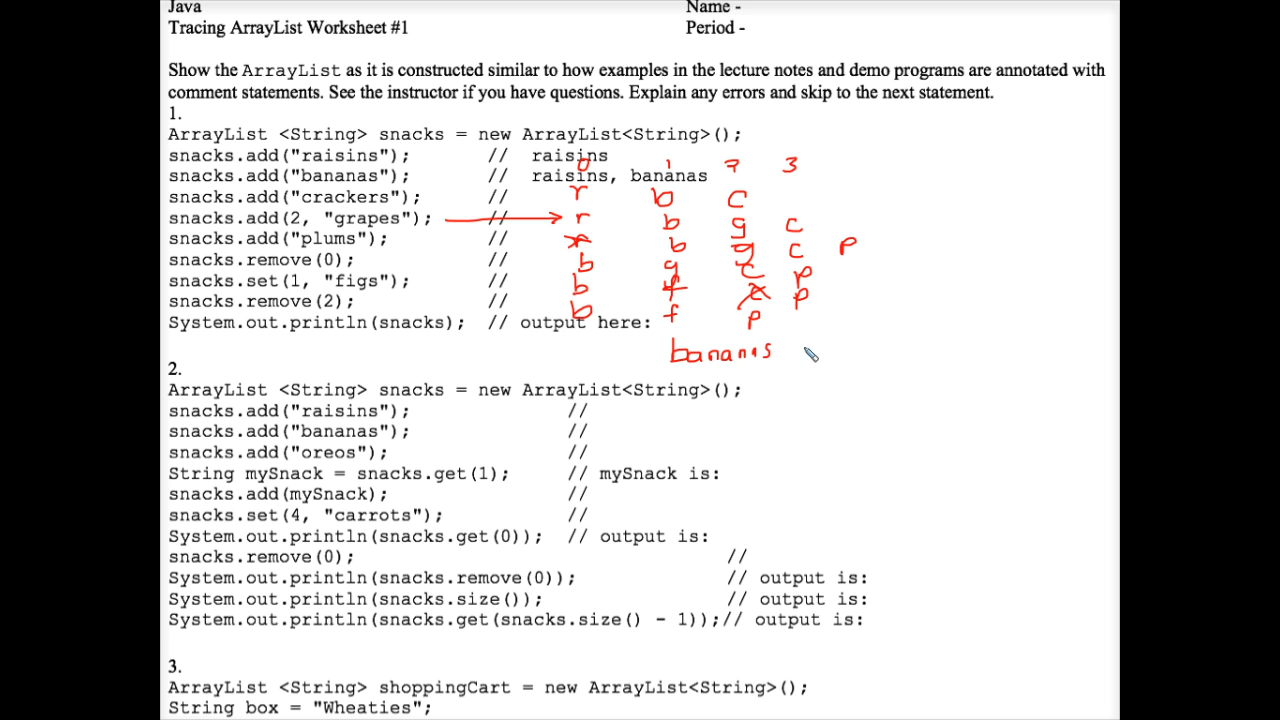 Java Name -
Tracing ArrayList Worksheet #1 Period -
Show the ArrayList as it is constructed similar to how examples in the lecture notes and demo programs are annotated with
comment statements. See the instructor if you have questions. Explain any errors and skip to the next statement.
1.
ArrayList <String> snacks = new ArrayList<String>();
snacks.add("raisins"); // raisins
0 1 2 3
snacks.add("bananas"); // raisins, bananas
snacks.add("crackers"); // r b c
snacks.add(2, "grapes"); // r b g c
snacks.add("plums"); // r b g c p
snacks.remove(0); // b g c p
snacks.set(1, "figs"); // b f c p
snacks.remove(2); // b f p
System.out.println(snacks); // output here:
bananas
2.
ArrayList <String> snacks = new ArrayList<String>();
snacks.add("raisins"); //
snacks.add("bananas"); //
snacks.add("oreos"); //
String mySnack = snacks.get(1); // mySnack is:
snacks.add(mySnack); //
snacks.set(4, "carrots"); //
System.out.println(snacks.get(0)); // output is:
snacks.remove(0); //
System.out.println(snacks.remove(0)); // output is:
System.out.println(snacks.size()); // output is:
System.out.println(snacks.get(snacks.size() - 1));// output is:
3.
ArrayList <String> shoppingCart = new ArrayList<String>();
String box = "Wheaties";